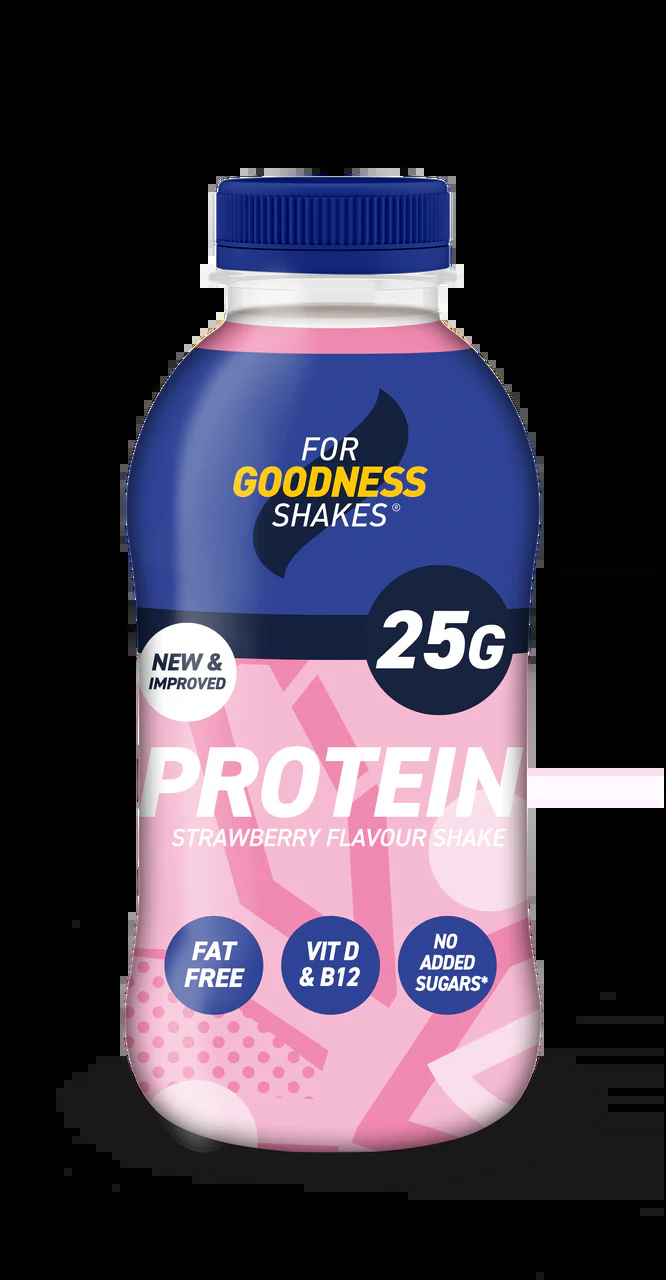 FOR
GOODNESS
SHAKES®
25G
NEW &
IMPROVED
PROTEIN
STRAWBERRY FLAVOUR SHAKE
FAT
FREE
VIT D
& B12
NO
ADDED
SUGARS*